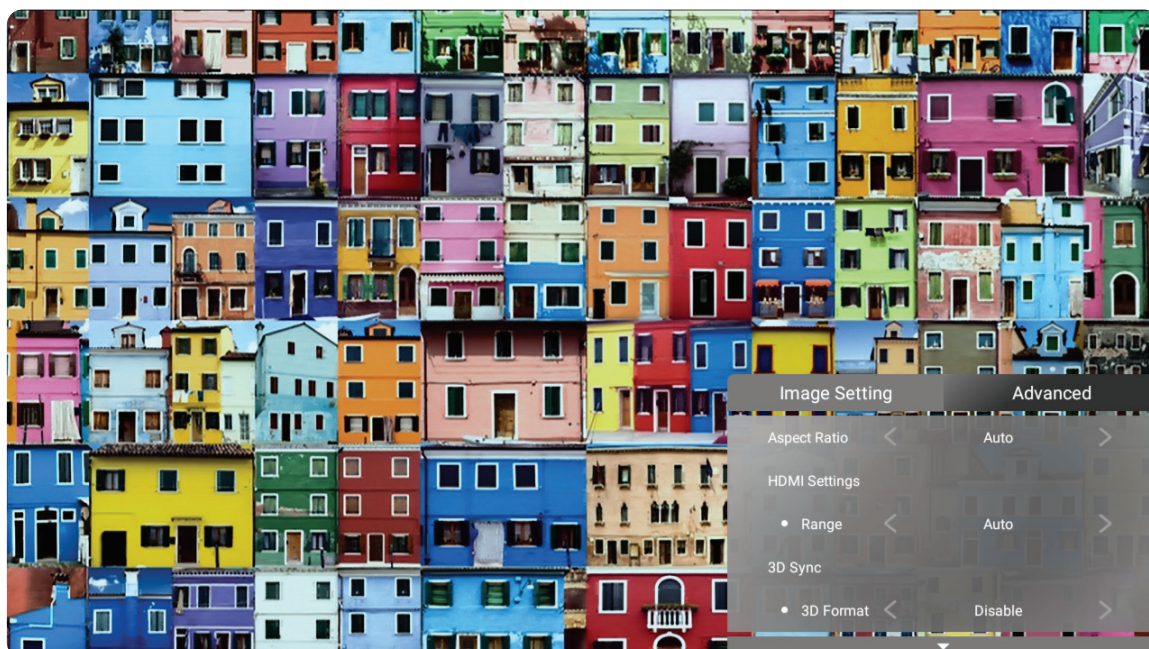 Image Setting Advanced
Aspect Ratio Auto
HDMI Settings
• Range Auto
3D Sync
• 3D Format Disable